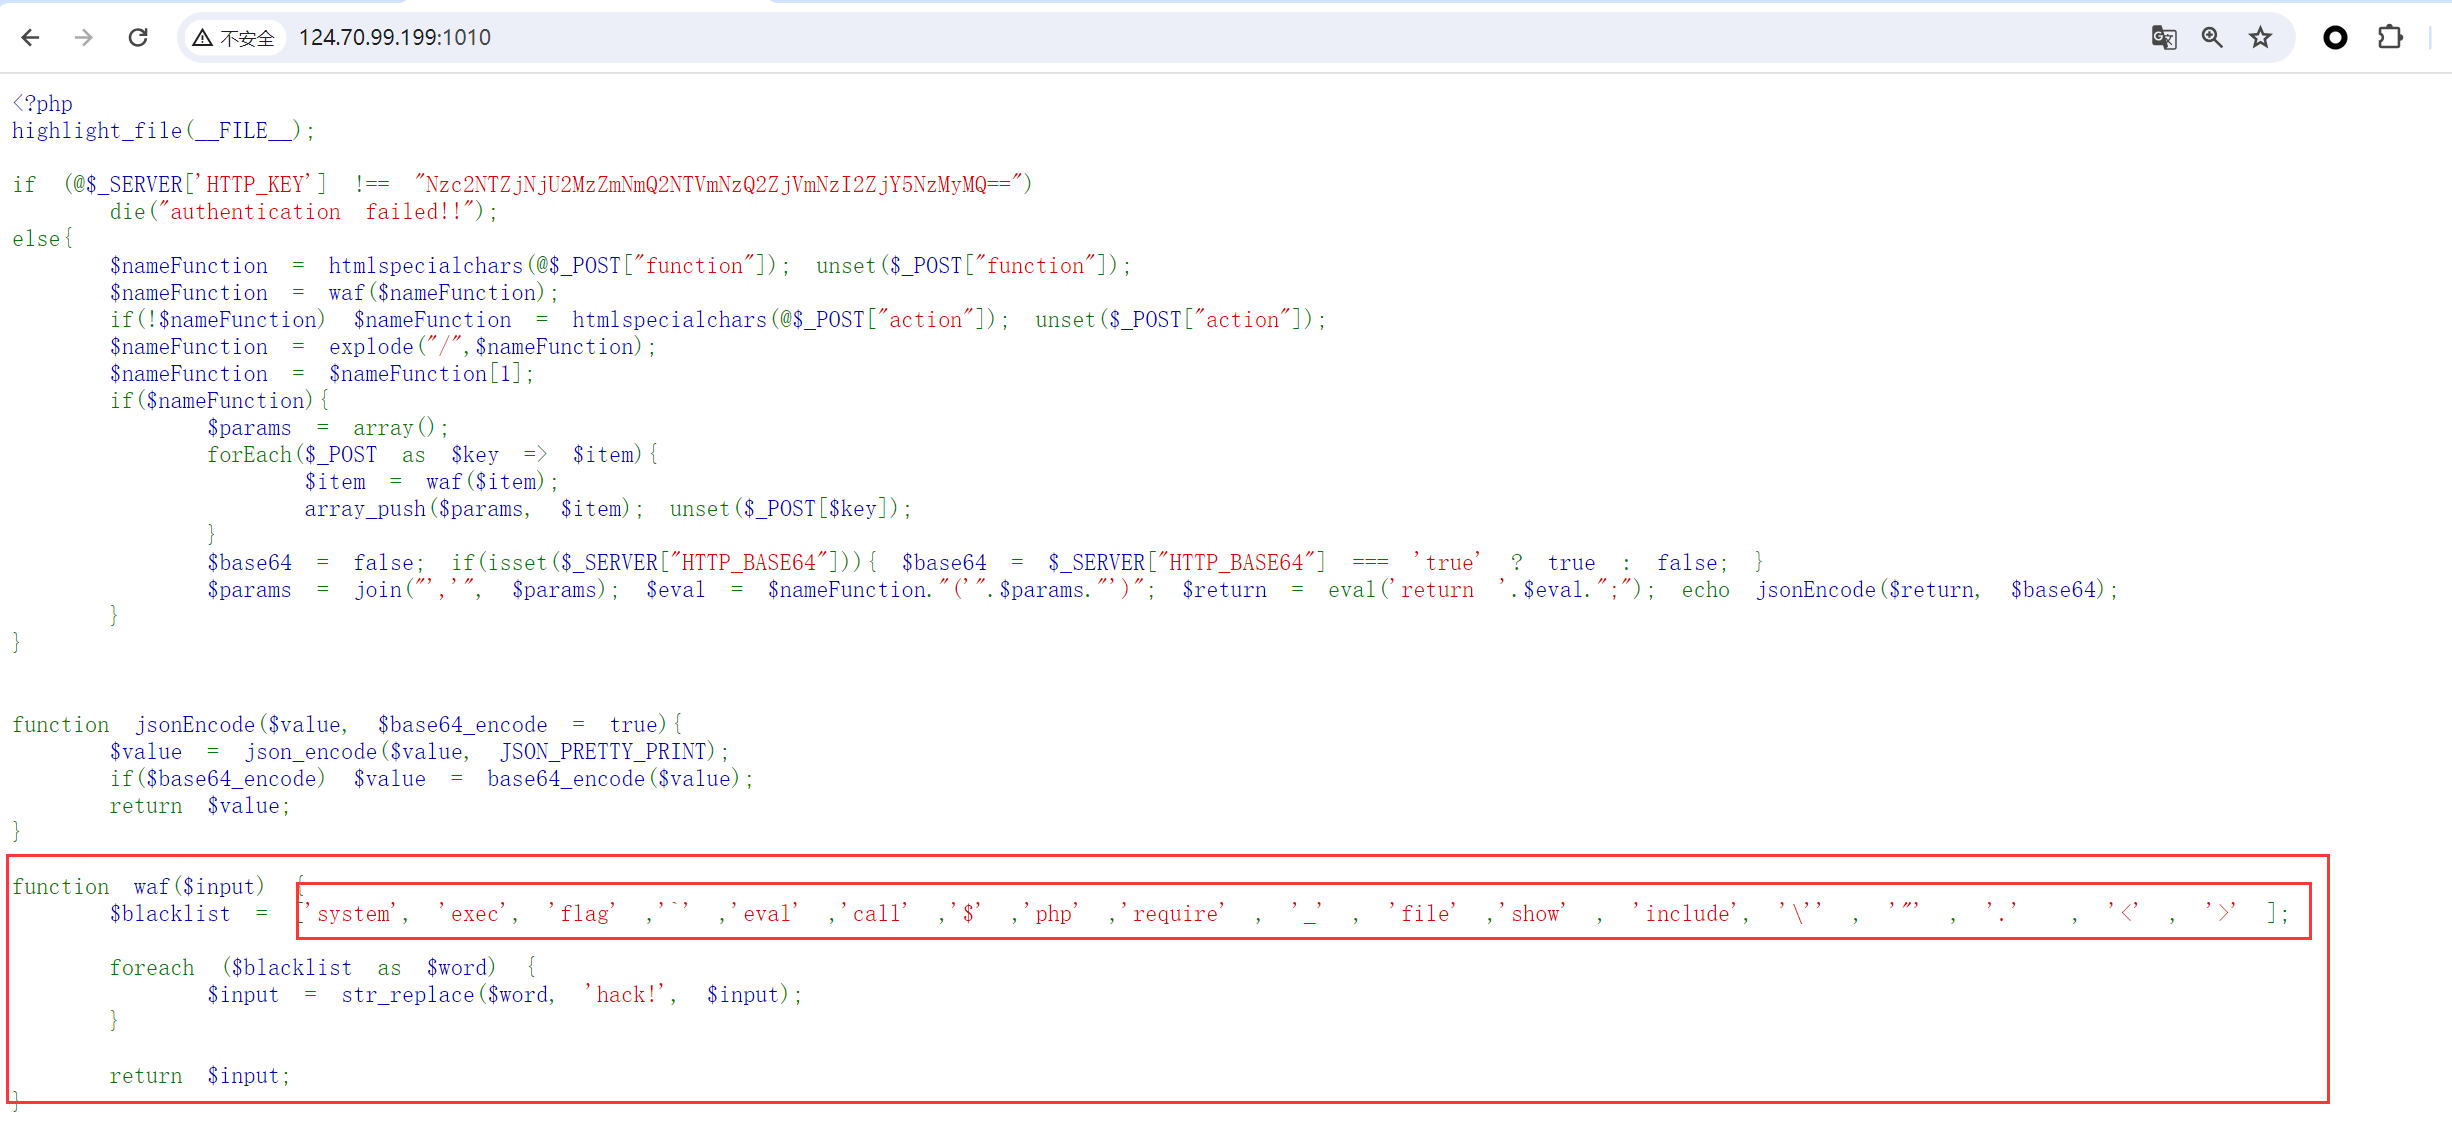 不安全 124.70.99.199:1010
<?php
highlight_file(__FILE__);
if (@$_SERVER['HTTP_KEY'] !== "Nzc2NTZjNjU2MzZmNmQ2NTVmNzQ2ZjVmNzI2ZjY5NzMyMQ==")
die("authentication failed!!");
else{
$nameFunction = htmlspecialchars(@$_POST["function"]); unset($_POST["function"]);
$nameFunction = waf($nameFunction);
if(!$nameFunction) $nameFunction = htmlspecialchars(@$_POST["action"]); unset($_POST["action"]);
$nameFunction = explode("/",$nameFunction);
$nameFunction = $nameFunction[1];
if($nameFunction){
$params = array();
forEach($_POST as $key => $item){
$item = waf($item);
array_push($params, $item); unset($_POST[$key]);
}
$base64 = false; if(isset($_SERVER["HTTP_BASE64"])){ $base64 = $_SERVER["HTTP_BASE64"] === 'true' ? true : false; }
$params = join("','", $params); $eval = $nameFunction."('".$params."')"; $return = eval('return '.$eval.";"); echo jsonEncode($return, $base64);
}
}
function jsonEncode($value, $base64_encode = true){
$value = json_encode($value, JSON_PRETTY_PRINT);
if($base64_encode) $value = base64_encode($value);
return $value;
}
function waf($input) {
$blacklist = ['system', 'exec', 'flag' ,'`' ,'eval' ,'call' ,'$' ,'php' ,'require' , '_' , 'file' ,'show' , 'include', '\'' , '"' , '.' , '<' , '>' ];
foreach ($blacklist as $word) {
$input = str_replace($word, 'hack!', $input);
}
return $input;
}